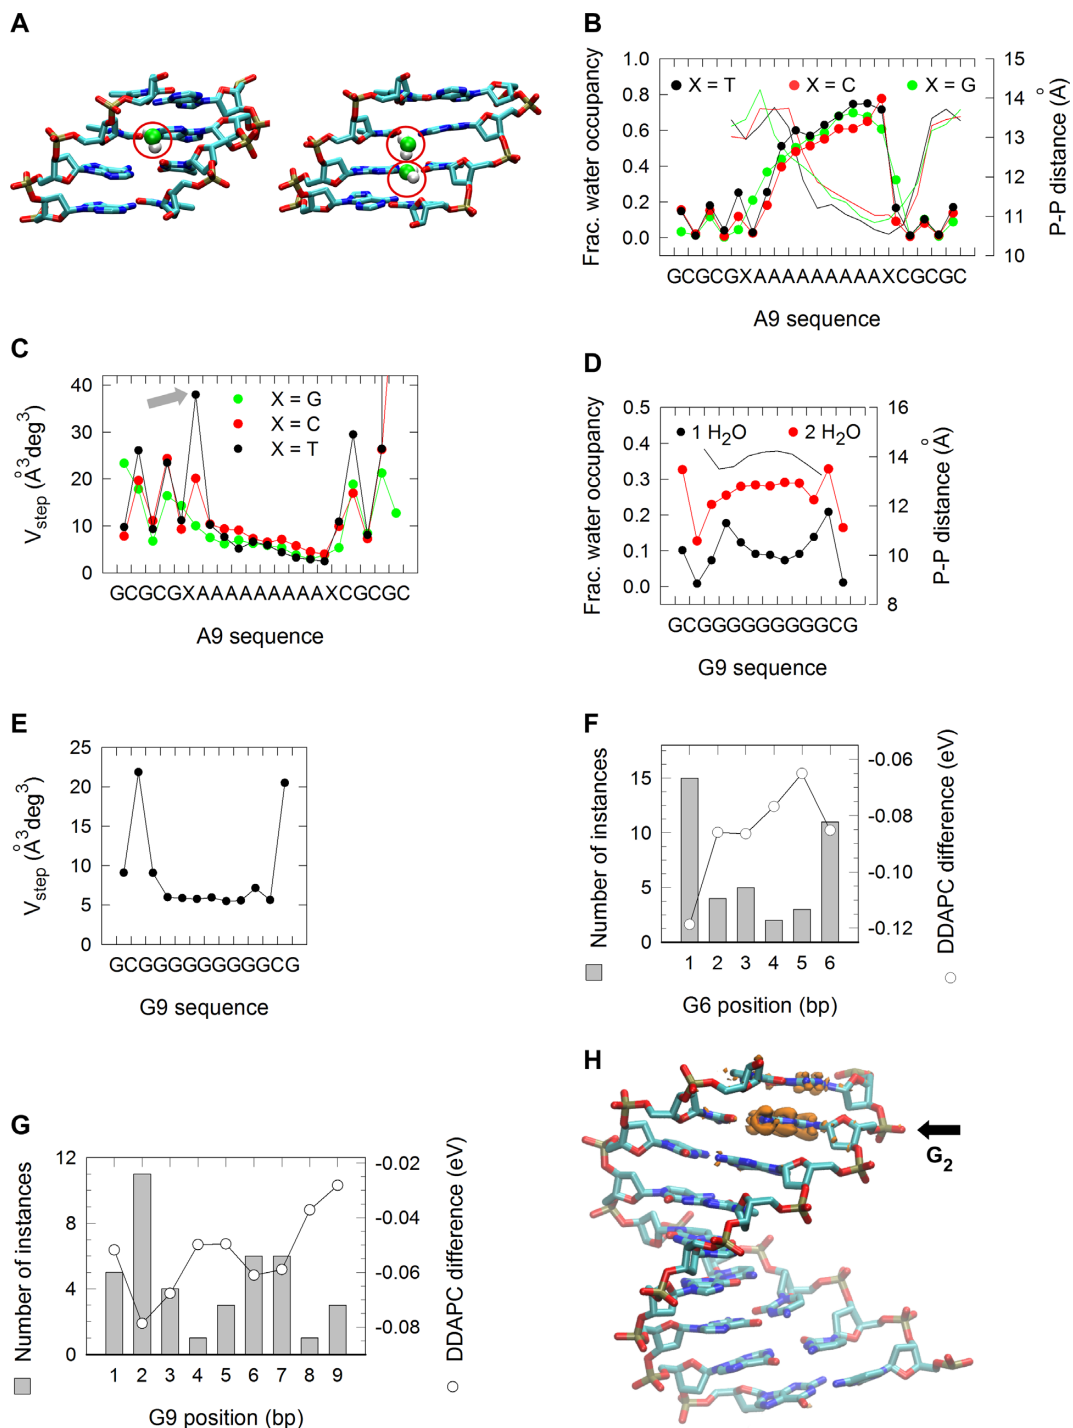 A
B
Frac. water occupancy
1.0
0.8
0.6
0.4
0.2
0.0
X = T
X = C
X = G
15
14
13
12
11
10
P-P distance (Å)
GCGCGXAAAAAAAAAXCGCGC
A9 sequence
C
V_step (Å³deg³)
40
30
20
10
0
X = G
X = C
X = T
GCGCGXAAAAAAAAAXCGCGC
A9 sequence
D
Frac. water occupancy
0.5
0.4
0.3
0.2
0.1
0.0
1 H₂O
2 H₂O
16
14
12
10
8
P-P distance (Å)
GCGGGGGGGGGCG
G9 sequence
E
V_step (Å³deg³)
25
20
15
10
5
0
GCGGGGGGGGGCG
G9 sequence
F
Number of instances
15
10
5
0
-0.06
-0.08
-0.10
-0.12
DDAPC difference (eV)
1 2 3 4 5 6
G6 position (bp)
G
Number of instances
12
8
4
0
-0.02
-0.04
-0.06
-0.08
DDAPC difference (eV)
1 2 3 4 5 6 7 8 9
G9 position (bp)
H
G₂